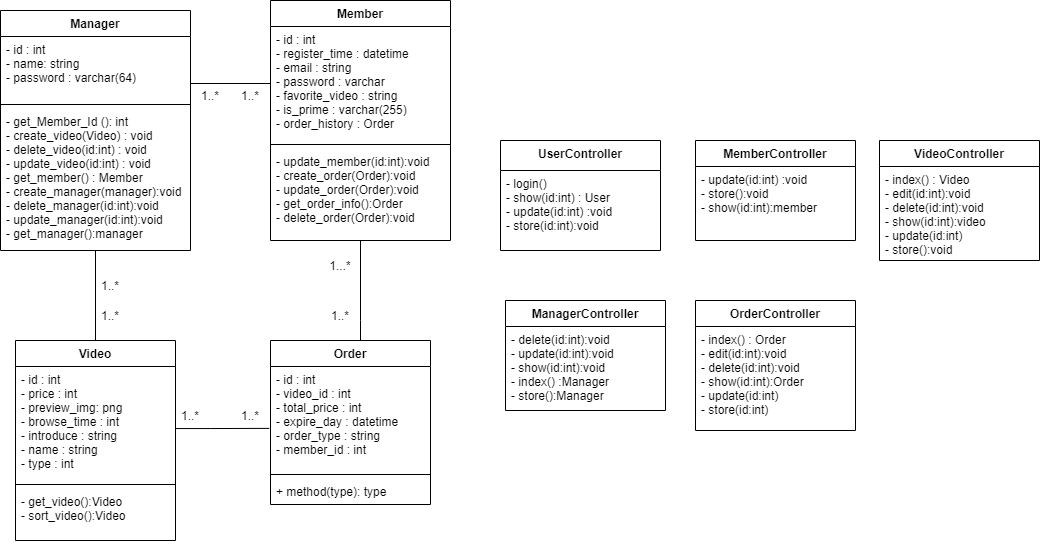 Manager
- id : int
- name: string
- password : varchar(64)
- get_Member_Id (): int
- create_video(Video) : void
- delete_video(id:int) : void
- update_video(id:int) : void
- get_member() : Member
- create_manager(manager):void
- delete_manager(id:int):void
- update_manager(id:int):void
- get_manager():manager
1..*
1..*
Member
- id : int
- register_time : datetime
- email : string
- password : varchar
- favorite_video : string
- is_prime : varchar(255)
- order_history : Order
- update_member(id:int):void
- create_order(Order):void
- update_order(Order):void
- get_order_info():Order
- delete_order(Order):void
1..*
1..*
1...*
1..*
Video
- id : int
- price : int
- preview_img: png
- browse_time : int
- introduce : string
- name : string
- type : int
- get_video():Video
- sort_video():Video
1..*
1..*
Order
- id : int
- video_id : int
- total_price : int
- expire_day : datetime
- order_type : string
- member_id : int
+ method(type): type
UserController
- login()
- show(id:int) : User
- update(id:int) :void
- store(id:int):void
MemberController
- update(id:int) :void
- store():void
- show(id:int):member
VideoController
- index() : Video
- edit(id:int):void
- delete(id:int):void
- show(id:int):video
- update(id:int)
- store():void
ManagerController
- delete(id:int):void
- update(id:int):void
- show(id:int):void
- index() :Manager
- store():Manager
OrderController
- index() : Order
- edit(id:int):void
- delete(id:int):void
- show(id:int):Order
- update(id:int)
- store(id:int)